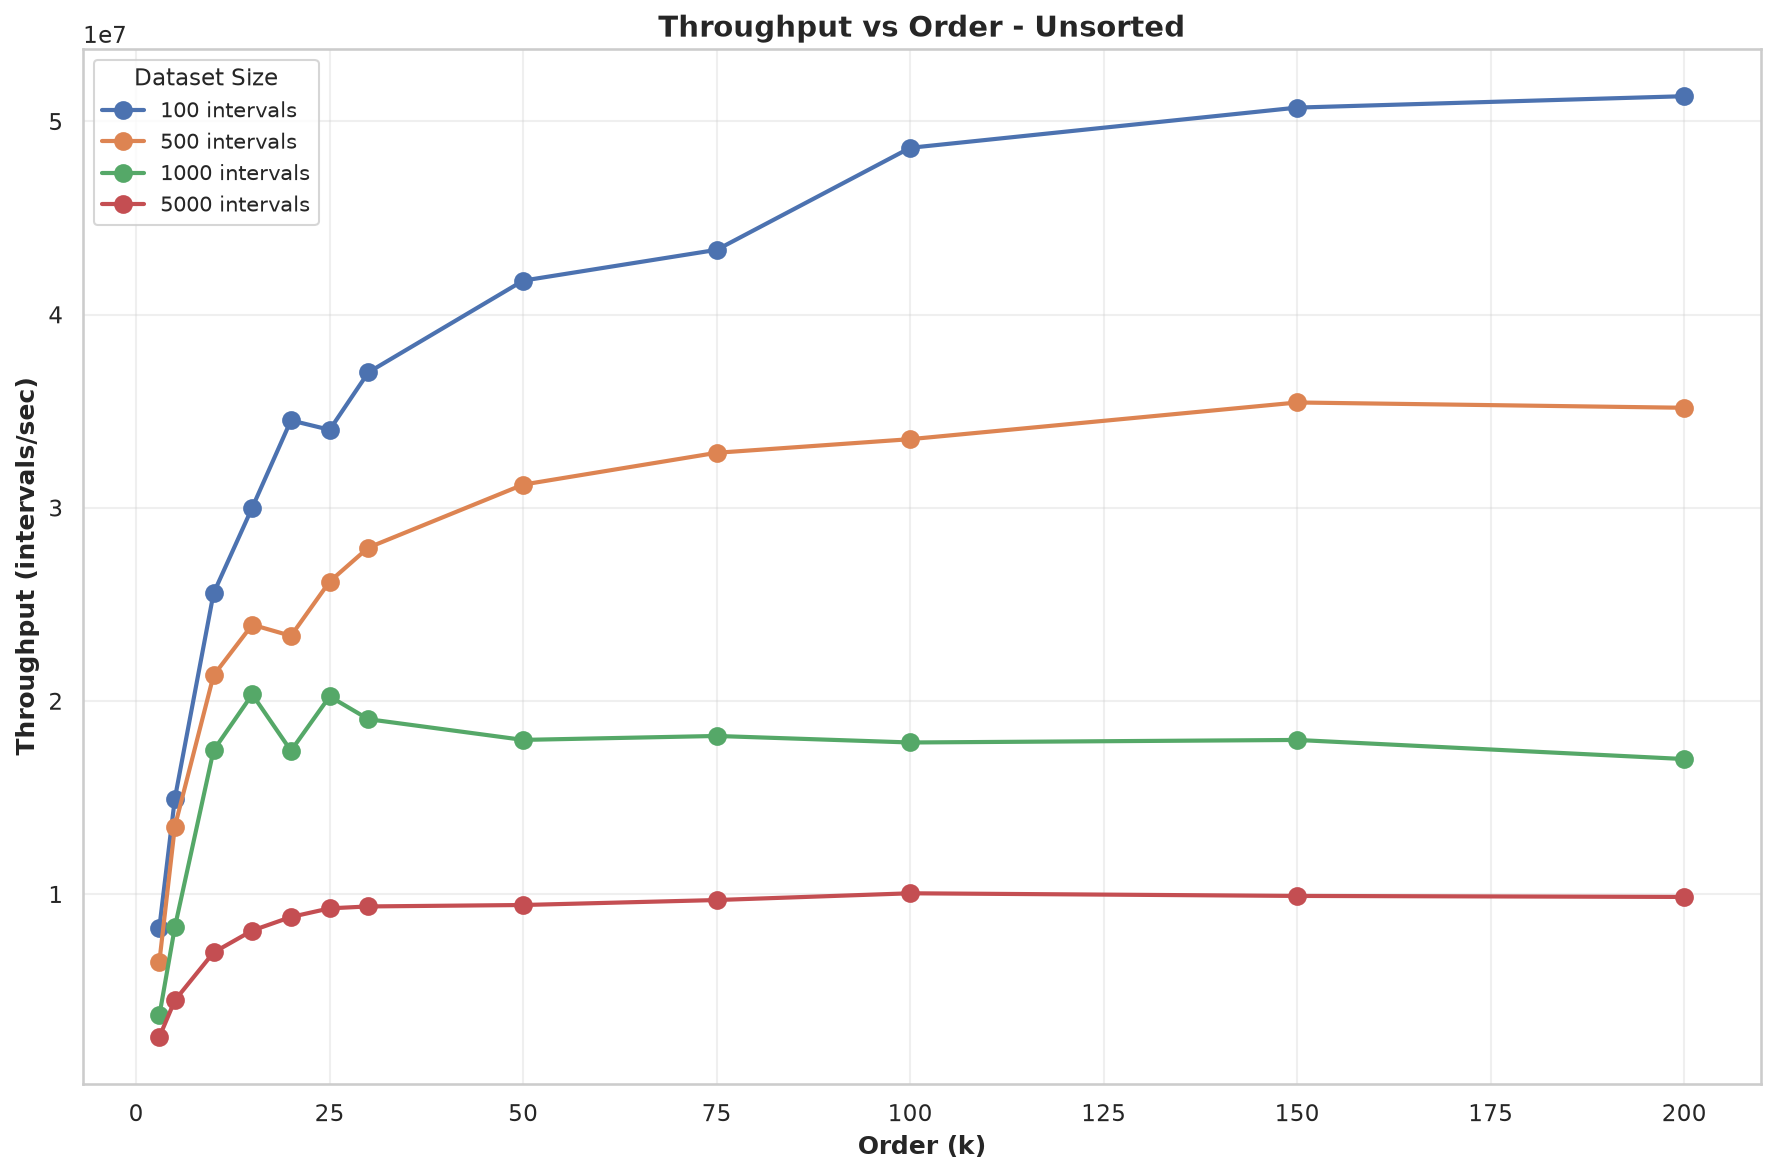 Throughput vs Order - Unsorted
1e7
Dataset Size
100 intervals
500 intervals
1000 intervals
5000 intervals
5
4
3
2
1
Throughput (intervals/sec)
0 25 50 75 100 125 150 175 200
Order (k)